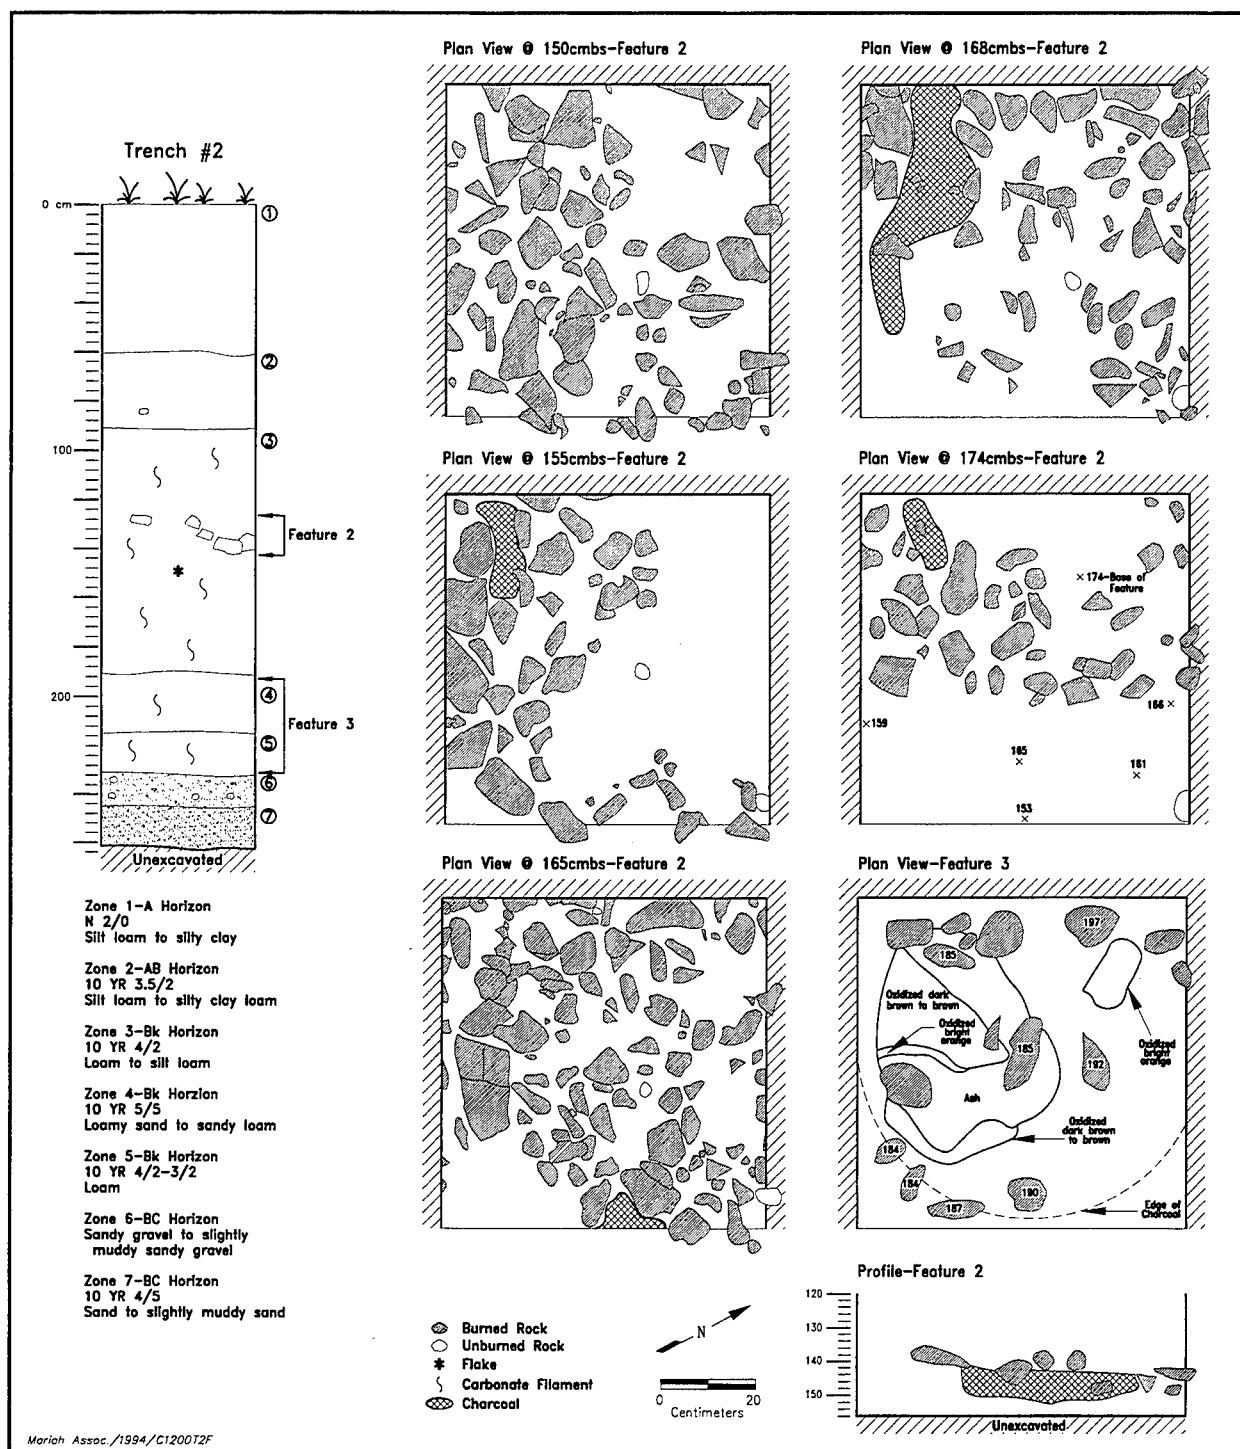 Trench #2
0 cm
100
200
①
②
③
④
⑤
⑥
⑦
Feature 2
Feature 3
Unexcavated
Zone 1-A Horizon
N 2/0
Silt loam to silty clay
Zone 2-AB Horizon
10 YR 3.5/2
Silt loam to silty clay loam
Zone 3-Bk Horizon
10 YR 4/2
Loam to silt loam
Zone 4-Bk Horzion
10 YR 5/5
Loamy sand to sandy loam
Zone 5-Bk Horizon
10 YR 4/2-3/2
Loam
Zone 6-BC Horizon
Sandy gravel to slightly
muddy sandy gravel
Zone 7-BC Horizon
10 YR 4/5
Sand to slightly muddy sand
Plan View @ 150cmbs-Feature 2
Plan View @ 168cmbs-Feature 2
Plan View @ 155cmbs-Feature 2
Plan View @ 174cmbs-Feature 2
174-Base of
Feature
166
159
165
161
153
Plan View @ 165cmbs-Feature 2
Plan View-Feature 3
197
185
Oxidized dark
brown to brown
Oxidized
bright
orange
185
192
Oxidized
bright
orange
Ash
Oxidized
dark brown
to brown
184
184
187
190
Edge of
Charcoal
Profile-Feature 2
120
130
140
150
Unexcavated
Burned Rock
Unburned Rock
Flake
Carbonate Filament
Charcoal
N
0 20
Centimeters
Mariah Assoc./1994/C1200T2F